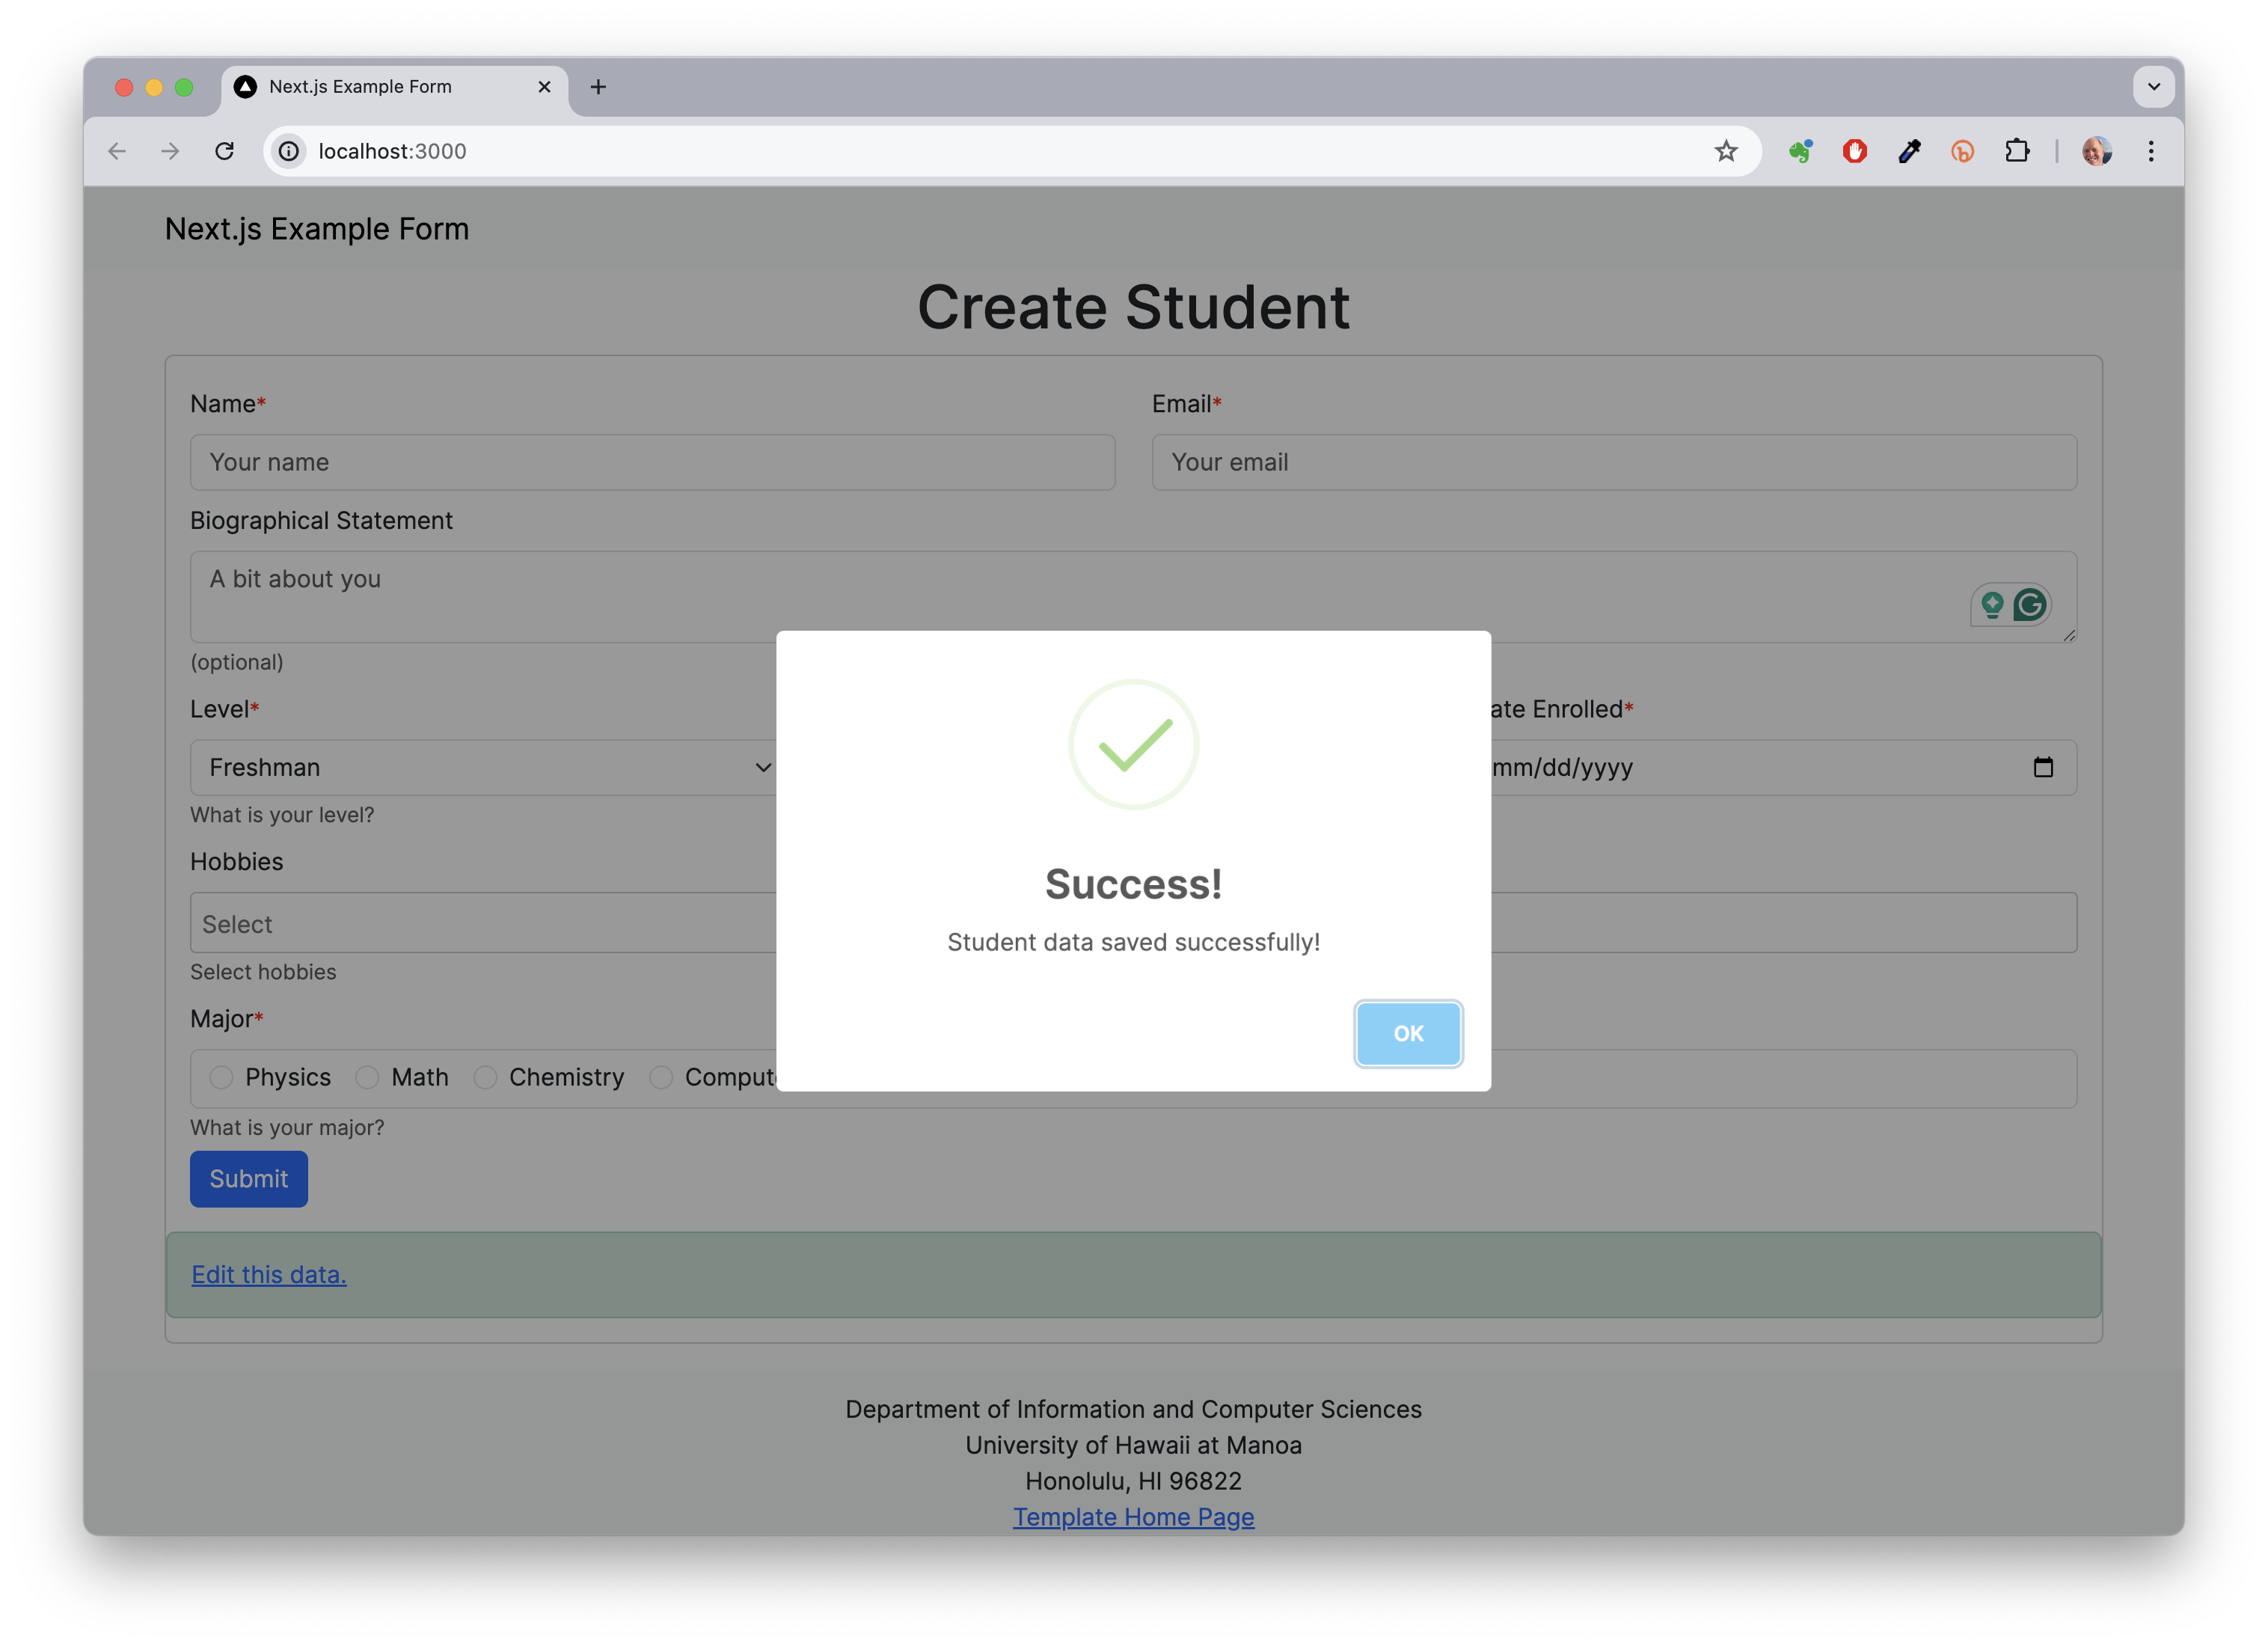 Next.js Example Form
localhost:3000
Next.js Example Form
Create Student
Name* Email*
Your name Your email
Biographical Statement
A bit about you
(optional)
Level* ate Enrolled*
Freshman mm/dd/yyyy
What is your level?
Hobbies
Select
Select hobbies
Major*
Physics Math Chemistry Comput
What is your major?
Submit
Success!
Student data saved successfully!
OK
Edit this data.
Department of Information and Computer Sciences
University of Hawaii at Manoa
Honolulu, HI 96822
Template Home Page